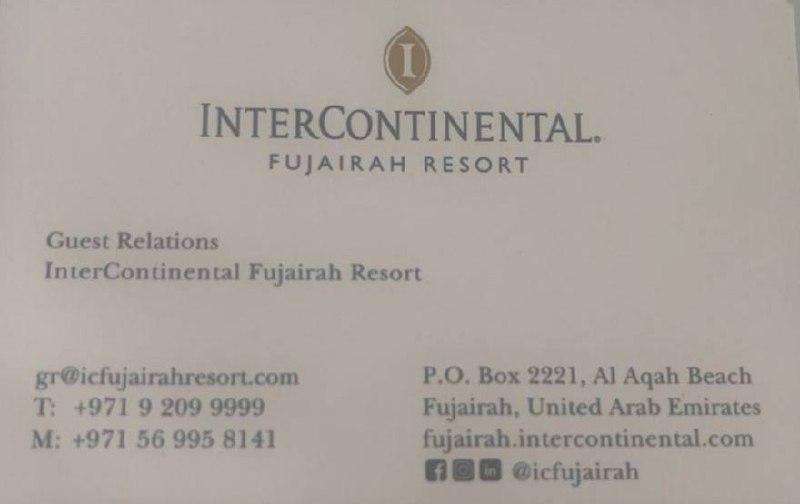 I
INTERCONTINENTAL.
FUJAIRAH RESORT
Guest Relations
InterContinental Fujairah Resort
gr@icfujairahresort.com
T: +971 9 209 9999
M: +971 56 995 8141
P.O. Box 2221, Al Aqah Beach
Fujairah, United Arab Emirates
fujairah.intercontinental.com
f in @icfujairah